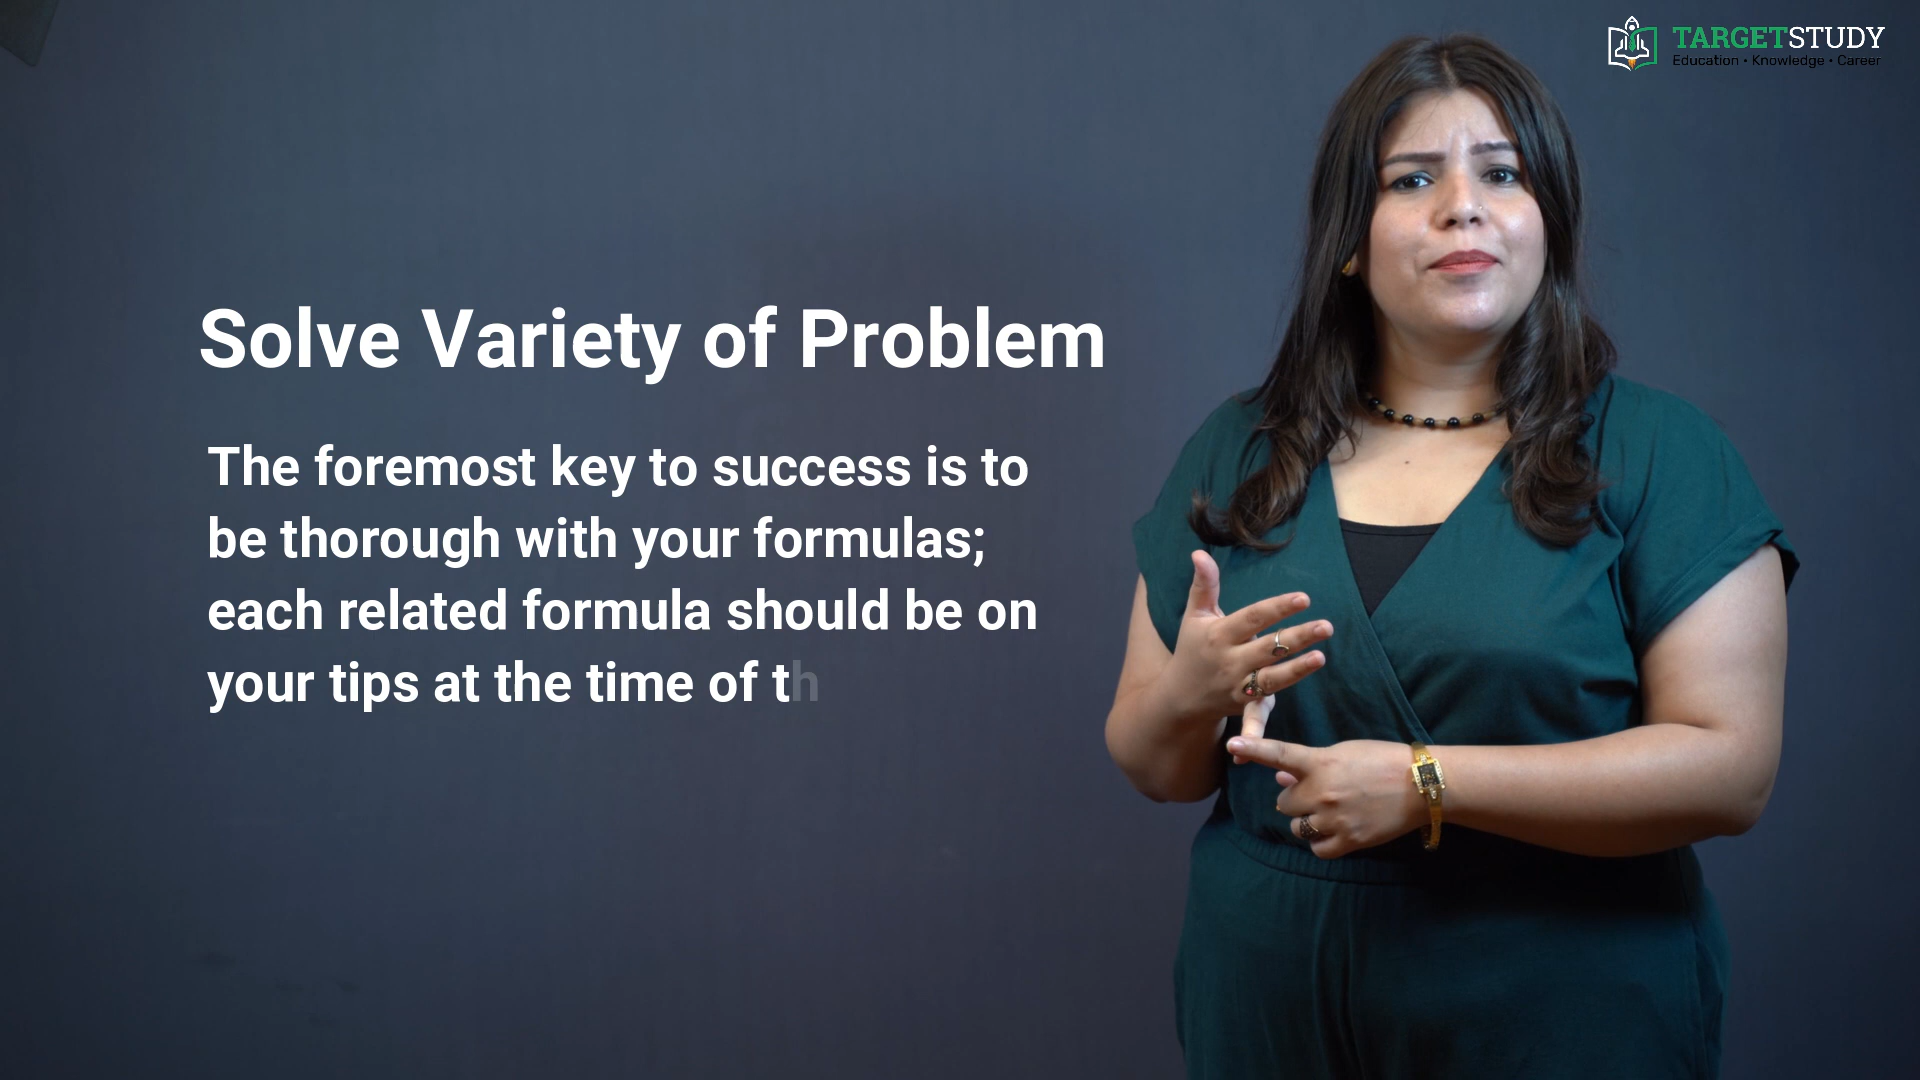 TARGETSTUDY
Education • Knowledge • Career
Solve Variety of Problem
The foremost key to success is to
be thorough with your formulas;
each related formula should be on
your tips at the time of th